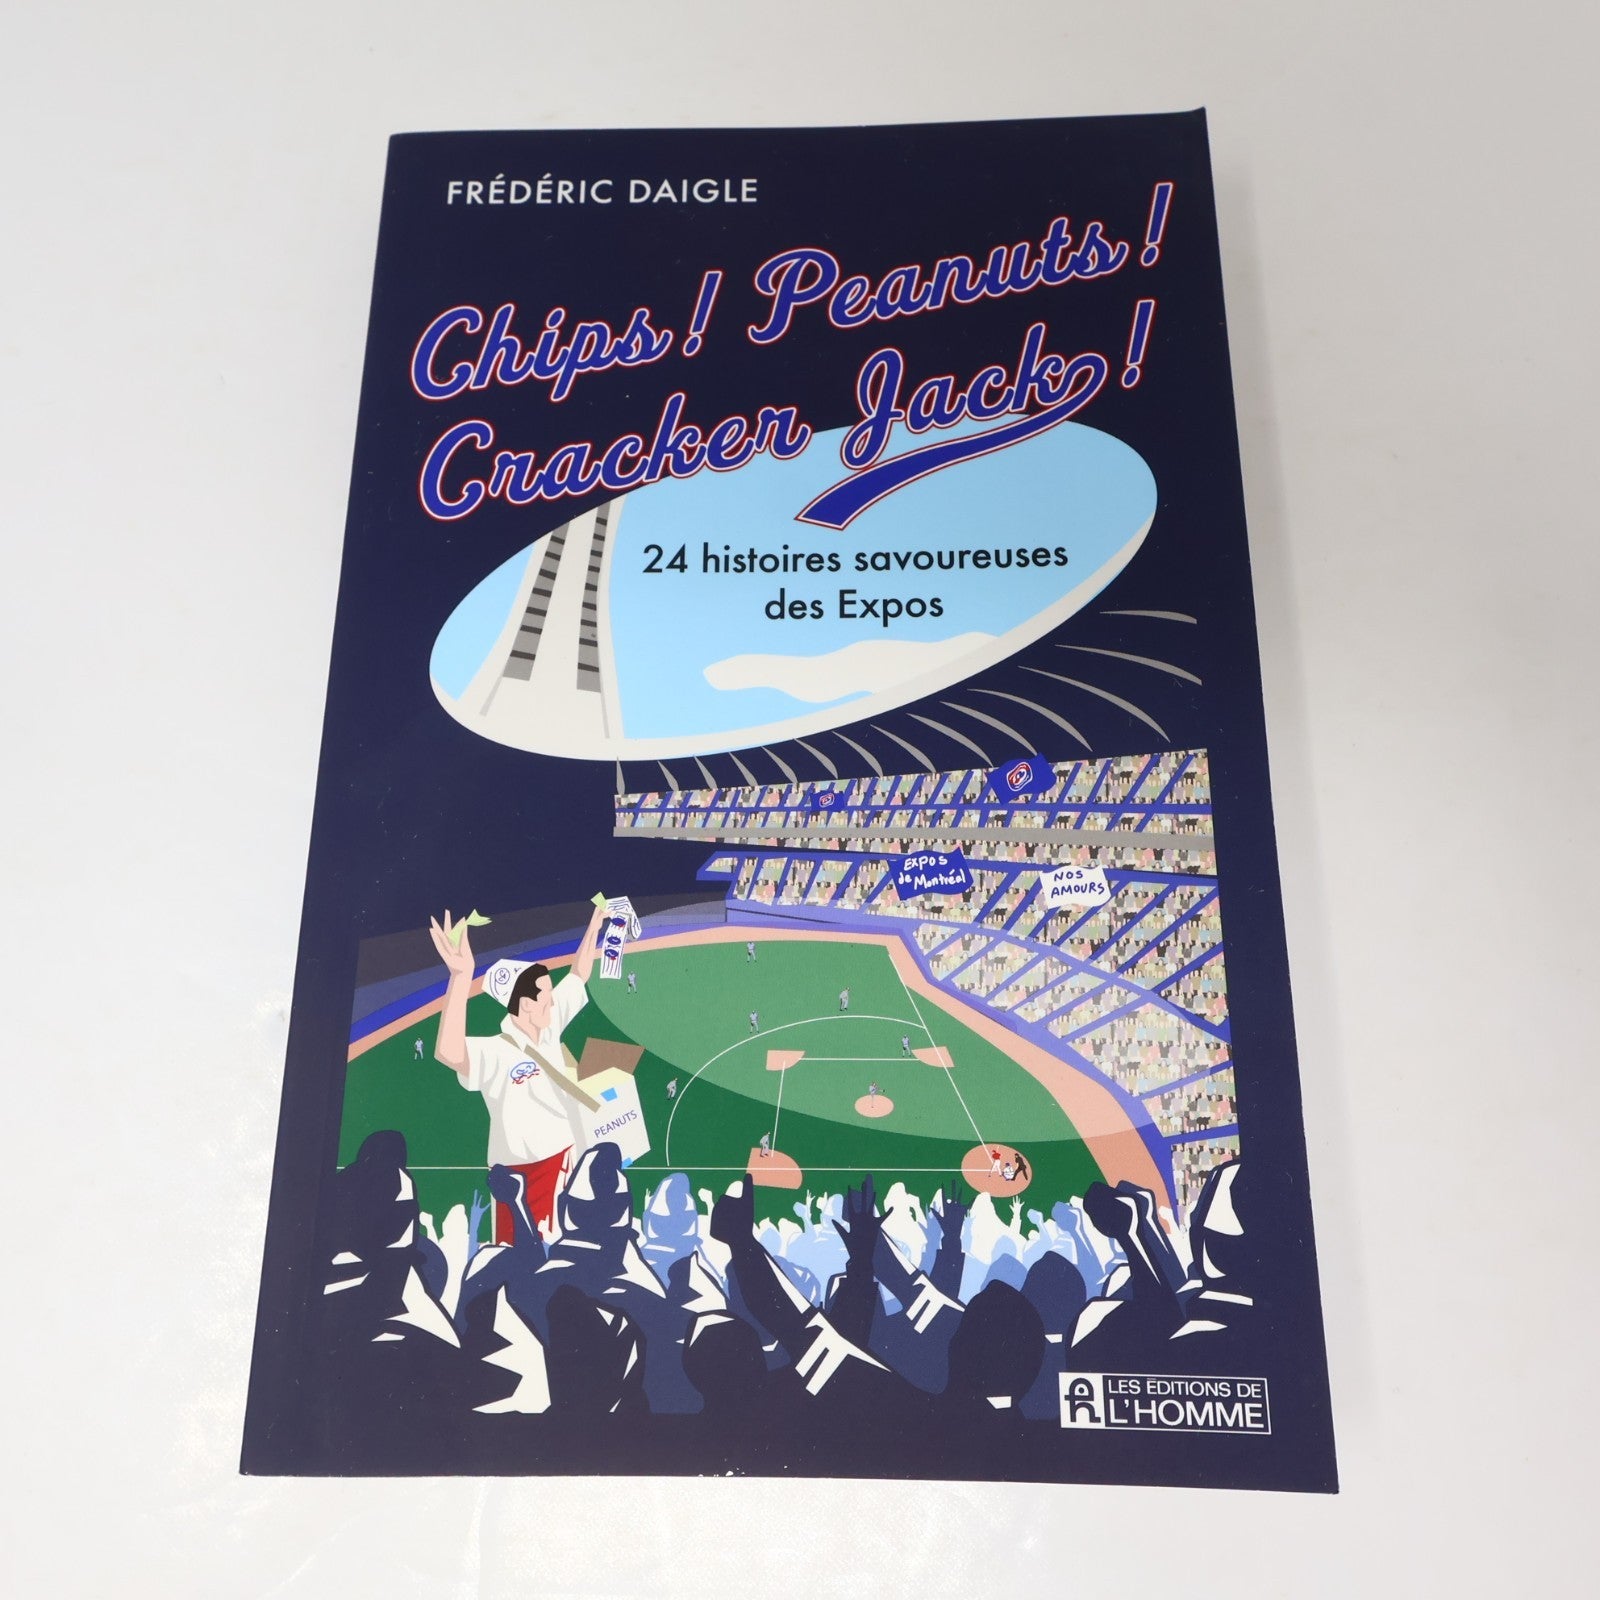 FRÉDÉRIC DAIGLE
Chips! Peanuts!
Cracker Jack!
24 histoires savoureuses
des Expos
EXPOS
de Montréal
NOS
AMOURS
PEANUTS
LES ÉDITIONS DE
L'HOMME